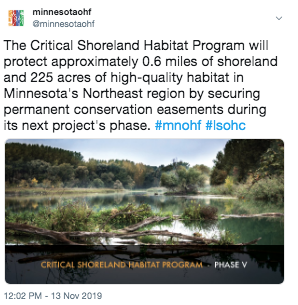 minnesotaohf
@minnesotaohf
The Critical Shoreland Habitat Program will
protect approximately 0.6 miles of shoreland
and 225 acres of high-quality habitat in
Minnesota's Northeast region by securing
permanent conservation easements during
its next project's phase. #mnohf #lsohc
CRITICAL SHORELAND HABITAT PROGRAM - PHASE V
12:02 PM - 13 Nov 2019